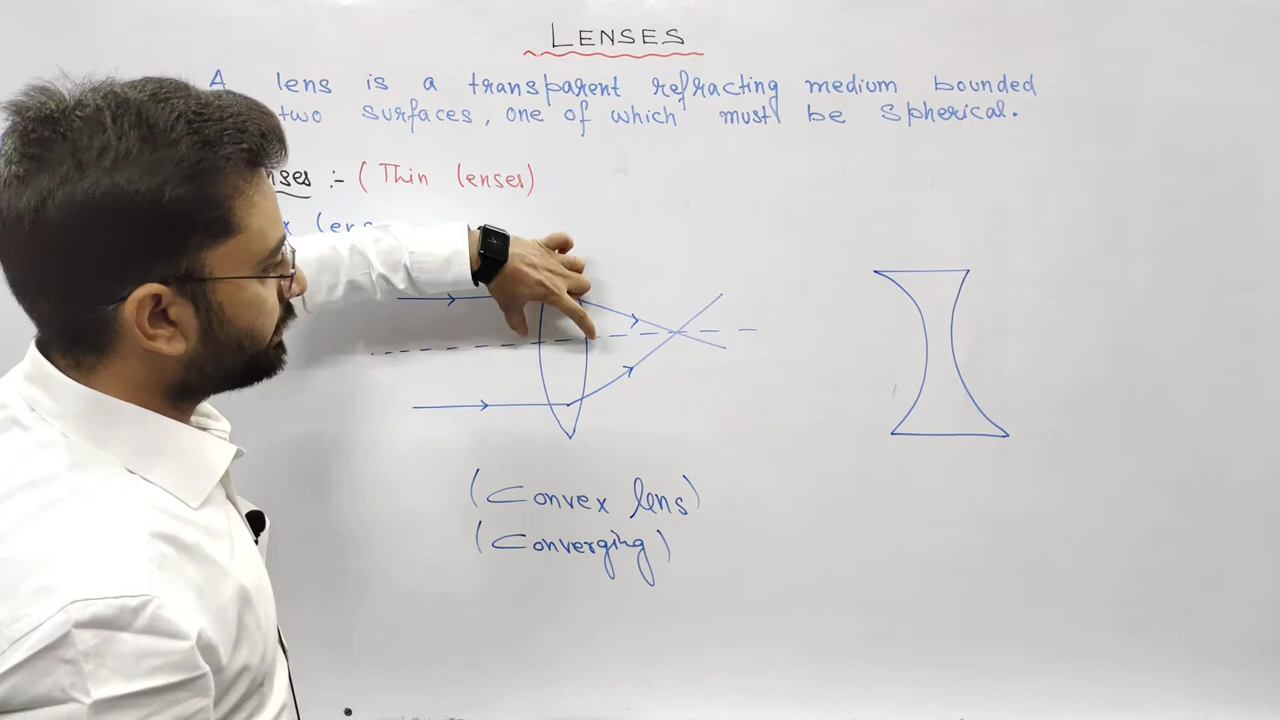 LENSES
A lens is a transparent refracting medium bounded
two surfaces, one of which must be spherical.
:- (Thin lenses)
(Convex lens)
(Converging)